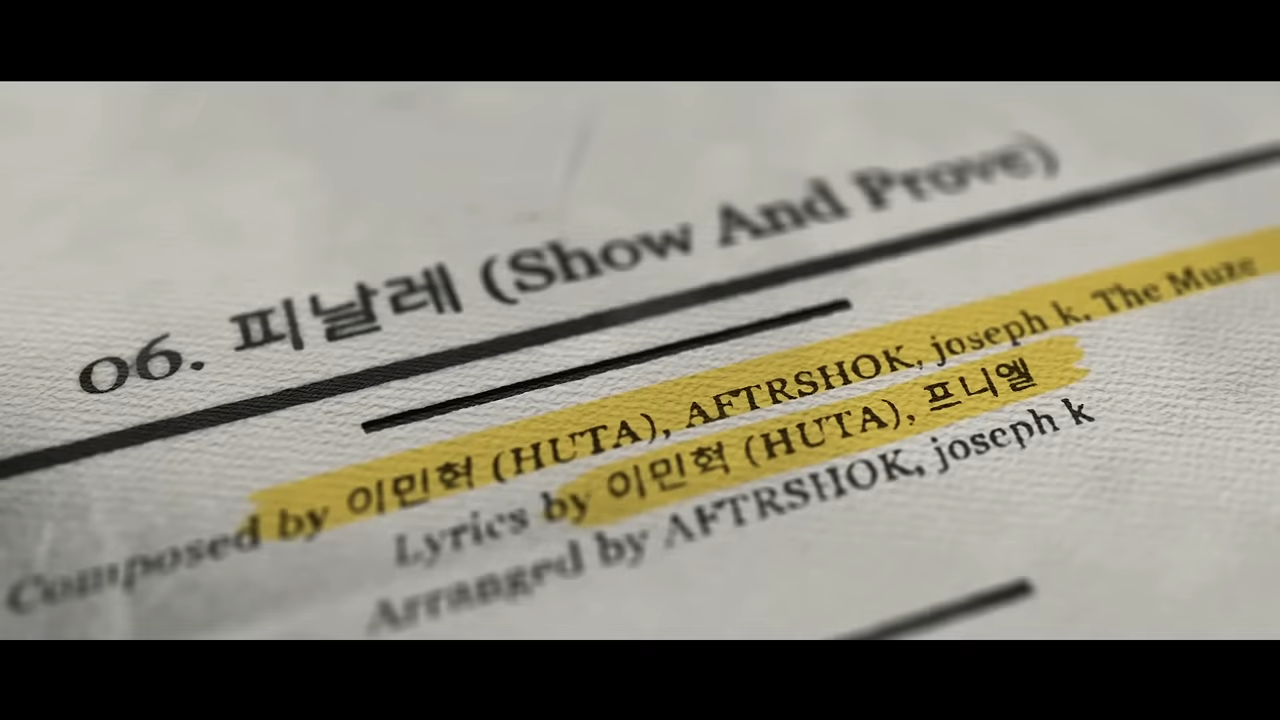 06. 피날레 (Show And Prove)
Composed by 이민혁 (HUTA), AFTRSHOK, joseph k, The Muze
Lyrics by 이민혁 (HUTA), 프니엘
Arranged by AFTRSHOK, joseph k